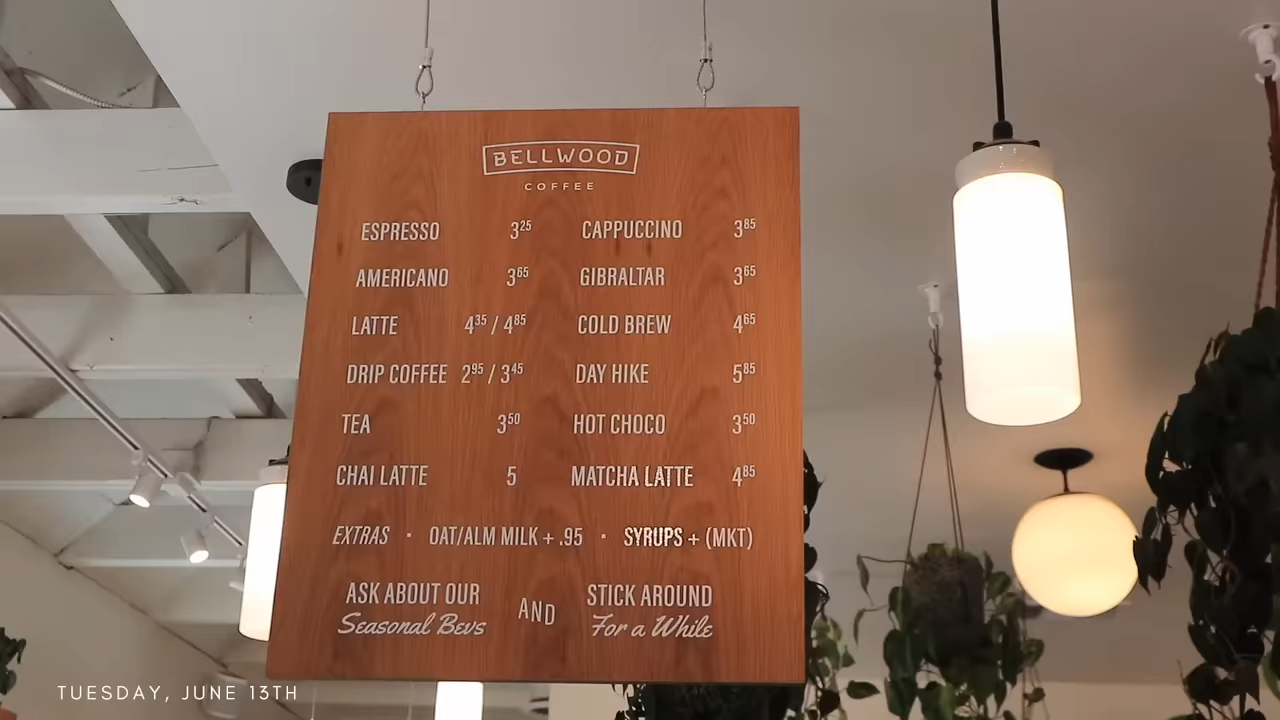 BELLWOOD
COFFEE
ESPRESSO 3²⁵ CAPPUCCINO 3⁸⁵
AMERICANO 3⁶⁵ GIBRALTAR 3⁶⁵
LATTE 4³⁵ / 4⁸⁵ COLD BREW 4⁶⁵
DRIP COFFEE 2⁹⁵ / 3⁴⁵ DAY HIKE 5⁸⁵
TEA 3⁵⁰ HOT CHOCO 3⁵⁰
CHAI LATTE 5 MATCHA LATTE 4⁸⁵
EXTRAS · OAT/ALM MILK + .95 · SYRUPS + (MKT)
ASK ABOUT OUR
Seasonal Bevs
AND
STICK AROUND
For a While
TUESDAY, JUNE 13TH